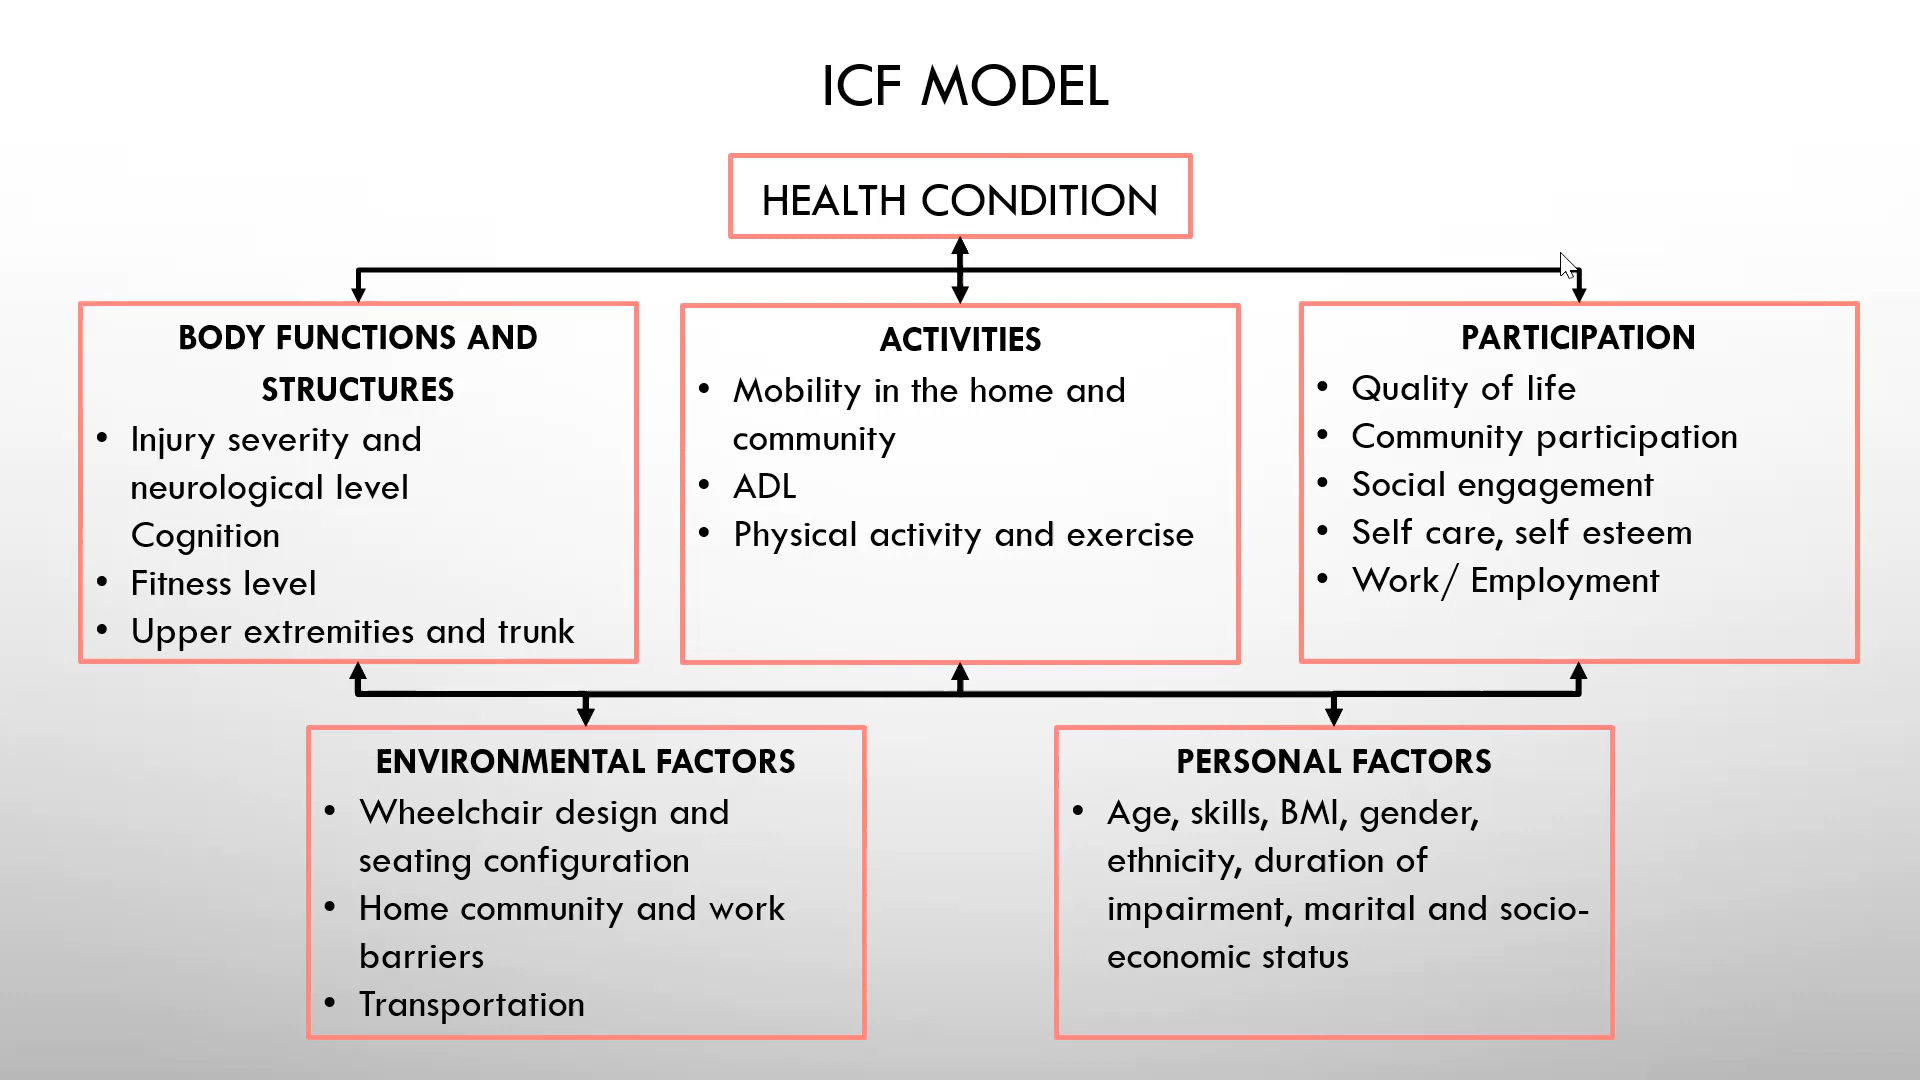 ICF MODEL
HEALTH CONDITION
BODY FUNCTIONS AND
STRUCTURES
• Injury severity and
neurological level
Cognition
• Fitness level
• Upper extremities and trunk
ACTIVITIES
• Mobility in the home and
community
• ADL
• Physical activity and exercise
PARTICIPATION
• Quality of life
• Community participation
• Social engagement
• Self care, self esteem
• Work/ Employment
ENVIRONMENTAL FACTORS
• Wheelchair design and
seating configuration
• Home community and work
barriers
• Transportation
PERSONAL FACTORS
• Age, skills, BMI, gender,
ethnicity, duration of
impairment, marital and socio-
economic status